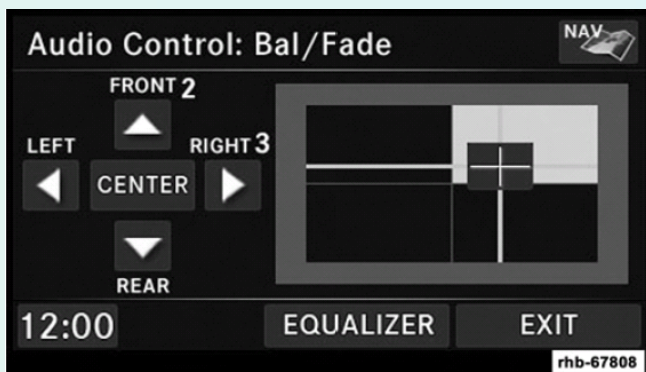 Audio Control: Bal/Fade
NAV
FRONT 2
LEFT
RIGHT 3
CENTER
REAR
12:00
EQUALIZER
EXIT
rhb-67808